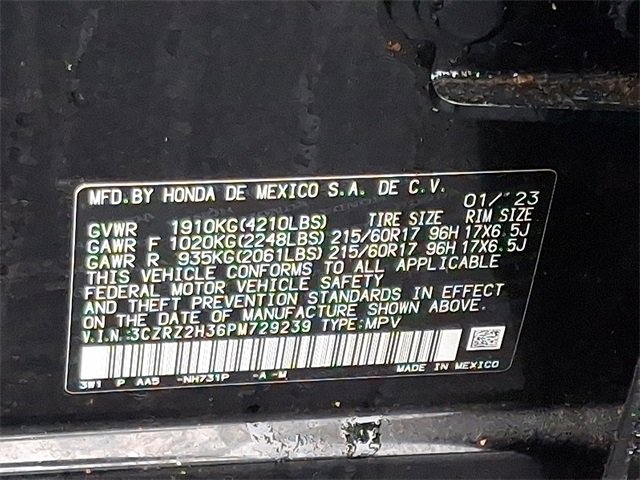 MFD.BY HONDA DE MEXICO S.A. DE C.V. 01/ 23
GVWR 1910KG(4210LBS) TIRE SIZE RIM SIZE
GAWR F 1020KG(2248LBS) 215/60R17 96H 17X6.5J
GAWR R 935KG(2061LBS) 215/60R17 96H 17X6.5J
THIS VEHICLE CONFORMS TO ALL APPLICABLE
FEDERAL MOTOR VEHICLE SAFETY
AND THEFT PREVENTION STANDARDS IN EFFECT
ON THE DATE OF MANUFACTURE SHOWN ABOVE.
V.I.N.:3CZRZ2H36PM729239 TYPE:MPV
3W1 P AA5 -NH731P -A -M MADE IN MEXICO